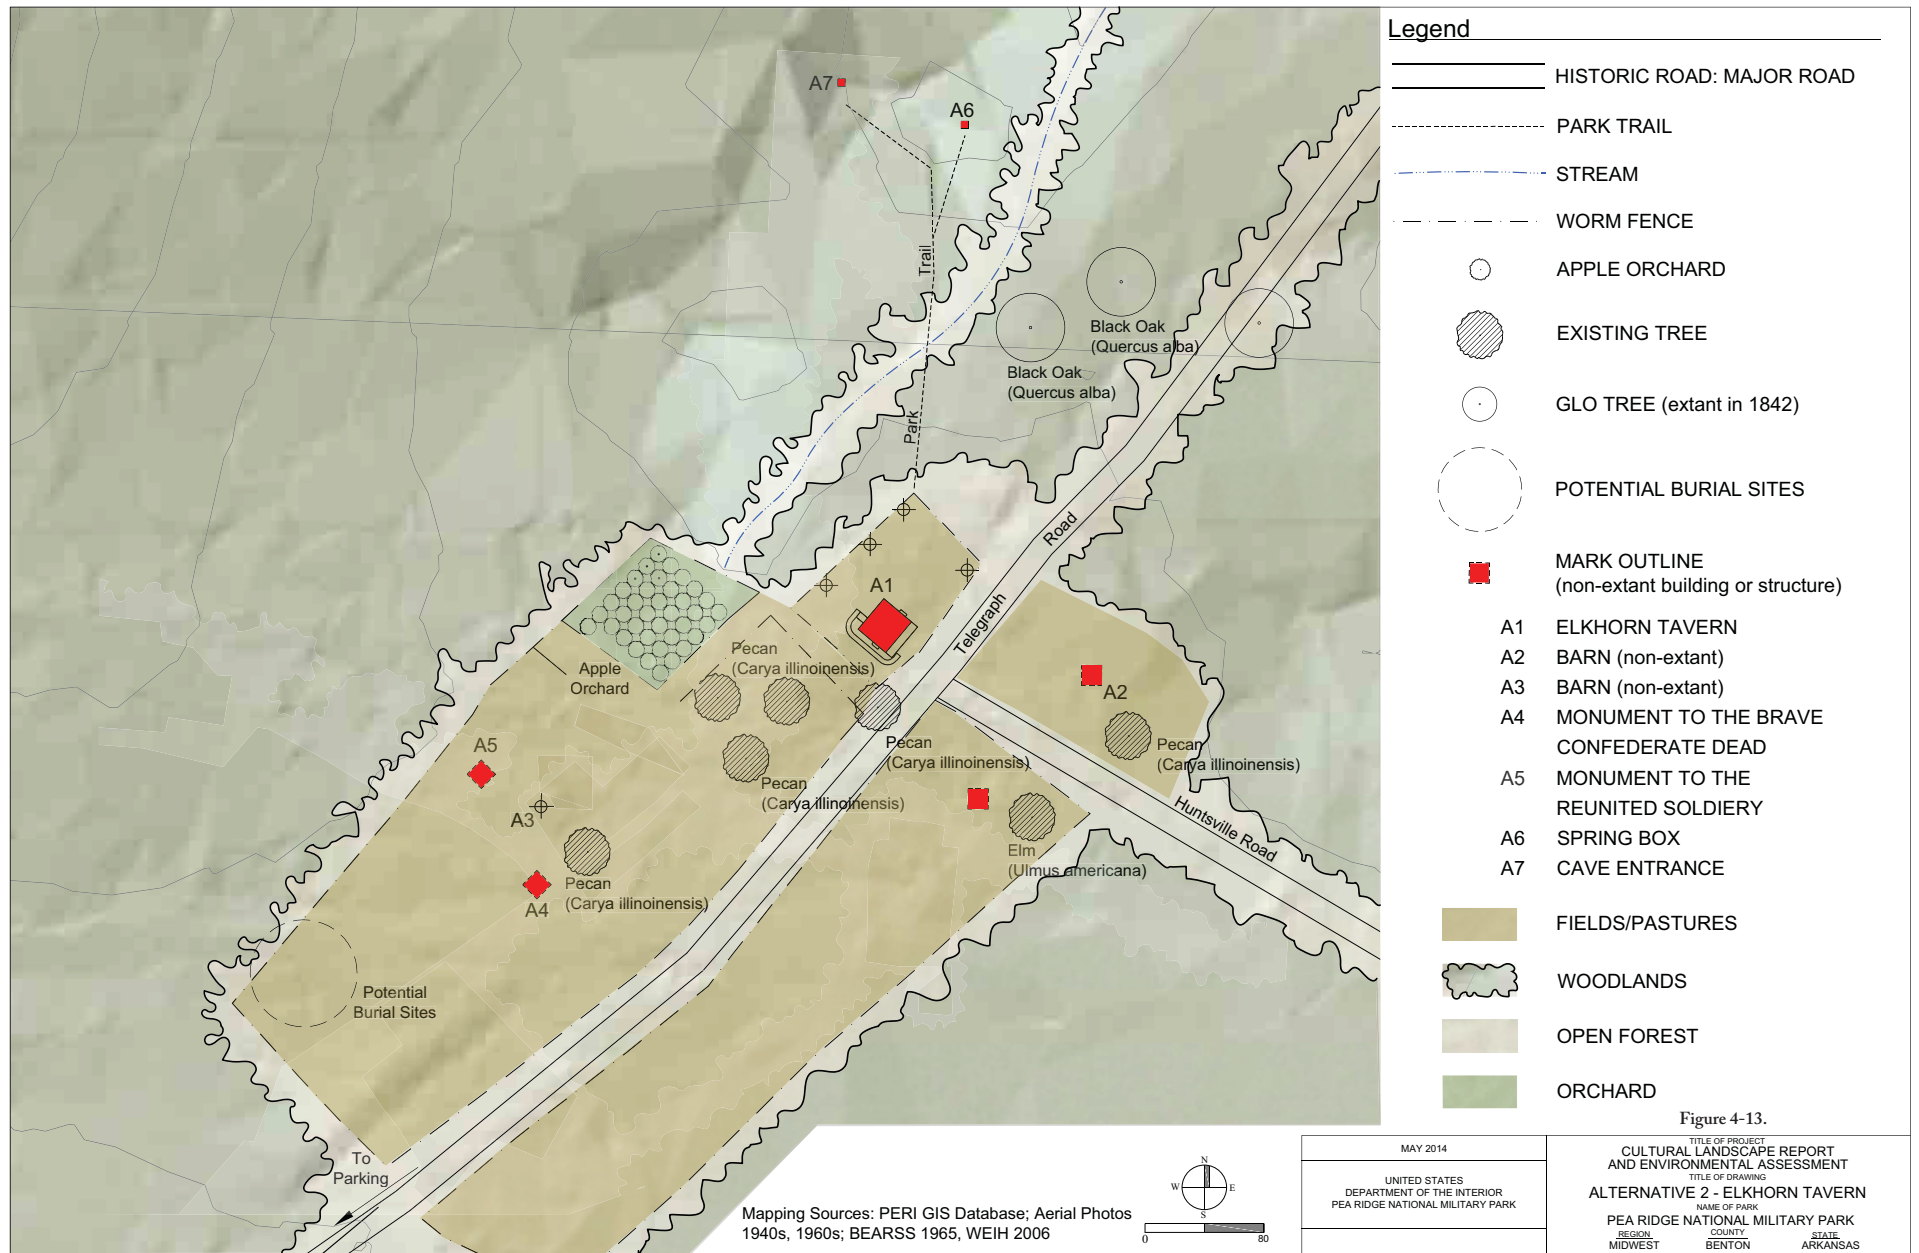 Legend
HISTORIC ROAD: MAJOR ROAD
PARK TRAIL
STREAM
WORM FENCE
APPLE ORCHARD
EXISTING TREE
GLO TREE (extant in 1842)
POTENTIAL BURIAL SITES
MARK OUTLINE
(non-extant building or structure)
A1 ELKHORN TAVERN
A2 BARN (non-extant)
A3 BARN (non-extant)
A4 MONUMENT TO THE BRAVE
CONFEDERATE DEAD
A5 MONUMENT TO THE
REUNITED SOLDIERY
A6 SPRING BOX
A7 CAVE ENTRANCE
FIELDS/PASTURES
WOODLANDS
OPEN FOREST
ORCHARD
Figure 4-13.
A7
A6
Trail
Park
Black Oak
(Quercus alba)
Black Oak
(Quercus alba)
Road
Telegraph
A1
Pecan
(Carya illinoinensis)
Apple
Orchard
A2
Pecan
(Carya illinoinensis)
Pecan
(Carya illinoinensis)
Pecan
(Carya illinoinensis)
Huntsville Road
A5
A3
Elm
(Ulmus americana)
Pecan
(Carya illinoinensis)
A4
Potential
Burial Sites
To
Parking
Mapping Sources: PERI GIS Database; Aerial Photos
1940s, 1960s; BEARSS 1965, WEIH 2006
N
W E
S
0 80
MAY 2014
UNITED STATES
DEPARTMENT OF THE INTERIOR
PEA RIDGE NATIONAL MILITARY PARK
TITLE OF PROJECT
CULTURAL LANDSCAPE REPORT
AND ENVIRONMENTAL ASSESSMENT
TITLE OF DRAWING
ALTERNATIVE 2 - ELKHORN TAVERN
NAME OF PARK
PEA RIDGE NATIONAL MILITARY PARK
REGION COUNTY STATE
MIDWEST BENTON ARKANSAS